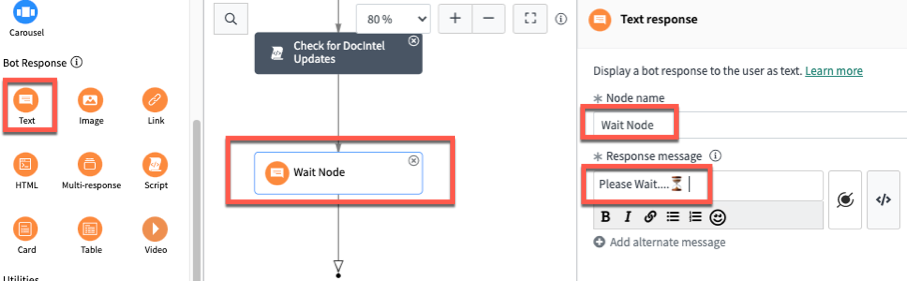 Carousel
Bot Response
Text
Image
Link
HTML
Multi-response
Script
Card
Table
Video
Utilities
80 %
Check for DocIntel
Updates
Wait Node
Text response
Display a bot response to the user as text. Learn more
Node name
Wait Node
Response message
Please Wait....⏳
B I
Add alternate message